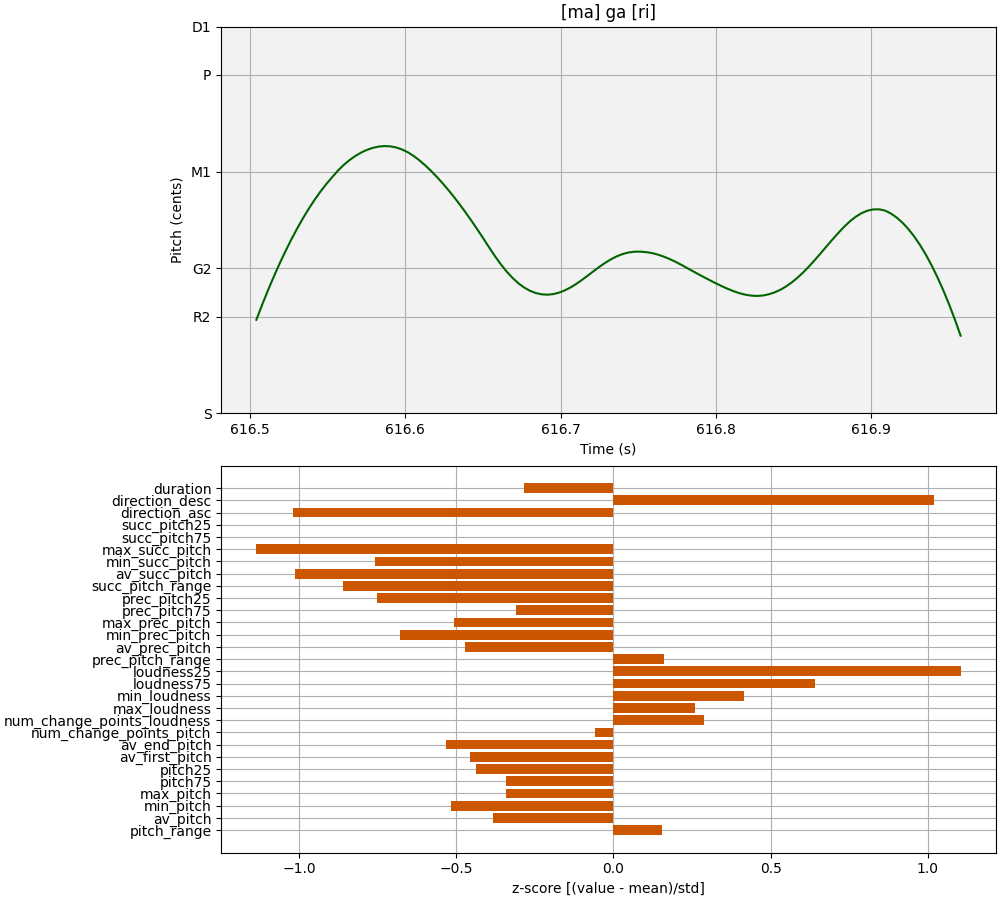 [ma] ga [ri]
D1
P
M1
G2
R2
S
Pitch (cents)
616.5 616.6 616.7 616.8 616.9
Time (s)
duration
direction_desc
direction_asc
succ_pitch25
succ_pitch75
max_succ_pitch
min_succ_pitch
av_succ_pitch
succ_pitch_range
prec_pitch25
prec_pitch75
max_prec_pitch
min_prec_pitch
av_prec_pitch
prec_pitch_range
loudness25
loudness75
min_loudness
max_loudness
num_change_points_loudness
num_change_points_pitch
av_end_pitch
av_first_pitch
pitch25
pitch75
max_pitch
min_pitch
av_pitch
pitch_range
−1.0 −0.5 0.0 0.5 1.0
z-score [(value - mean)/std]